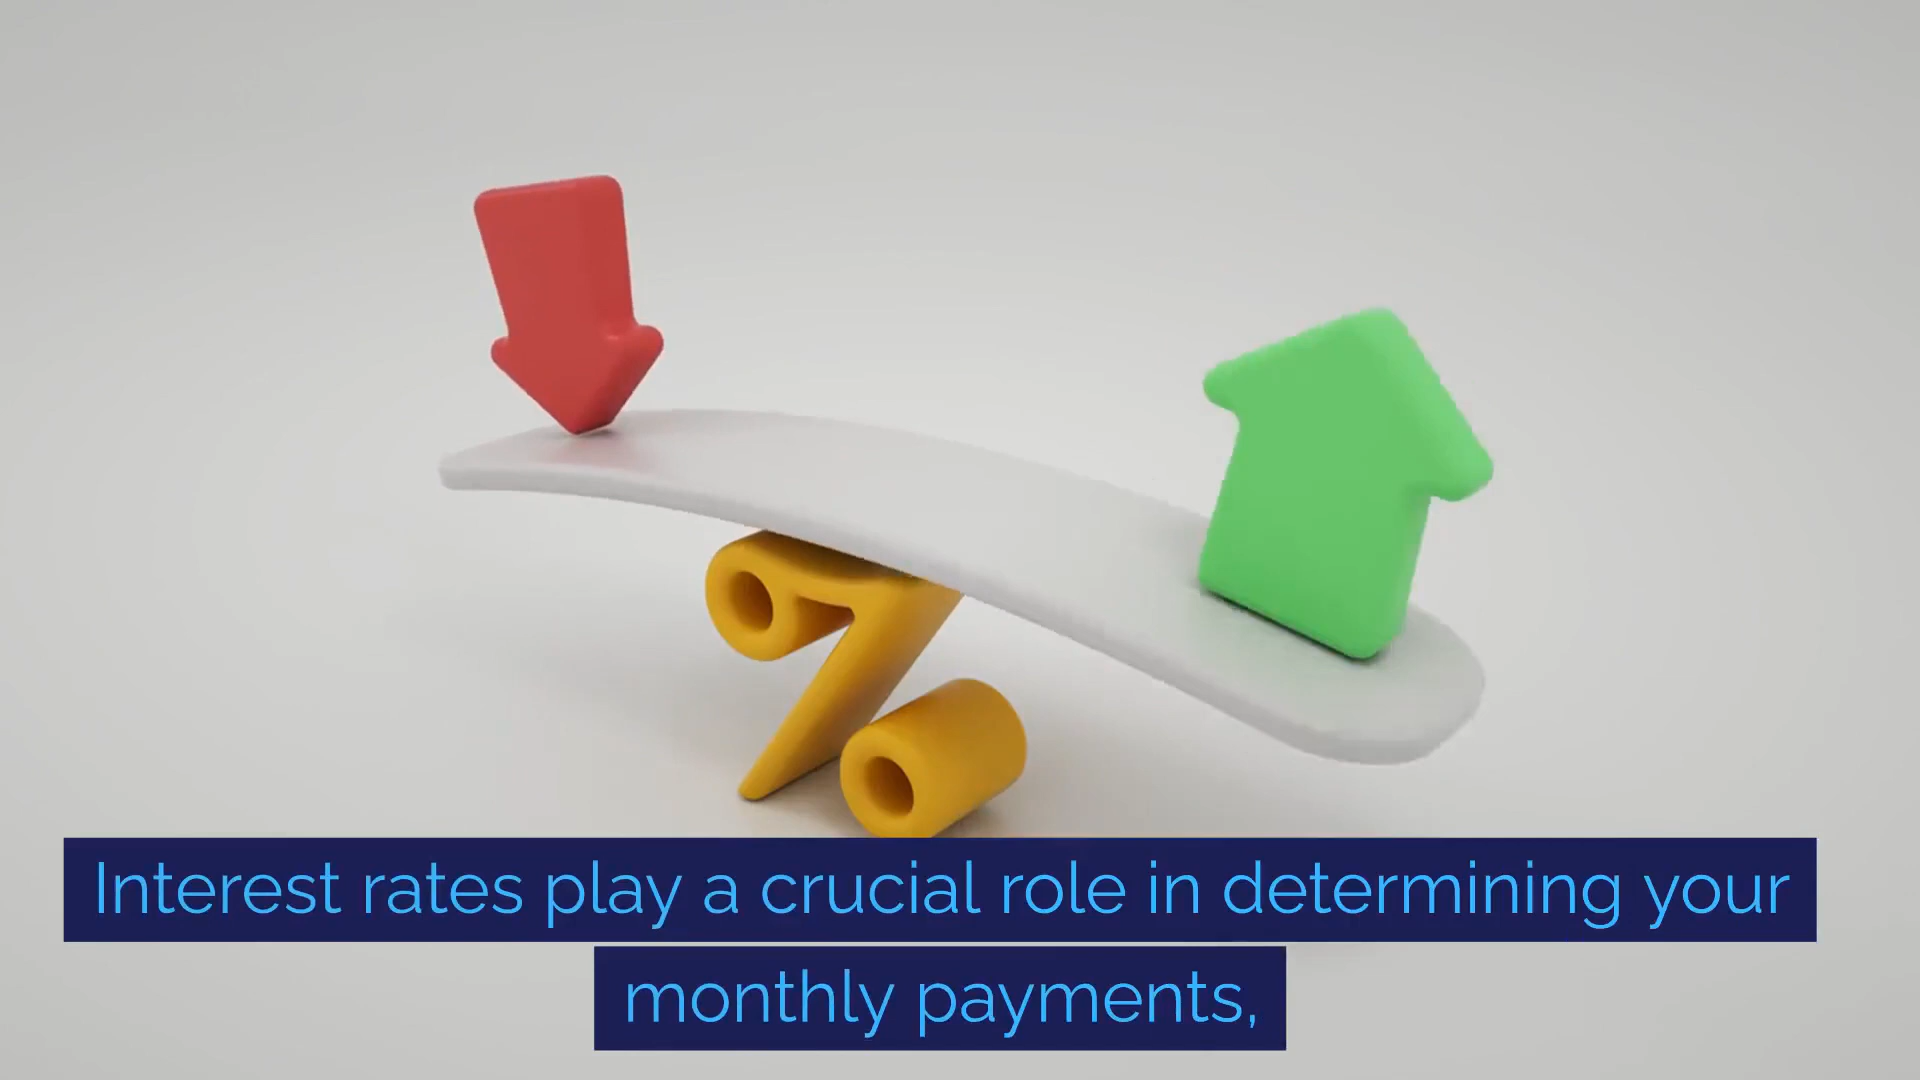 Interest rates play a crucial role in determining your
monthly payments,